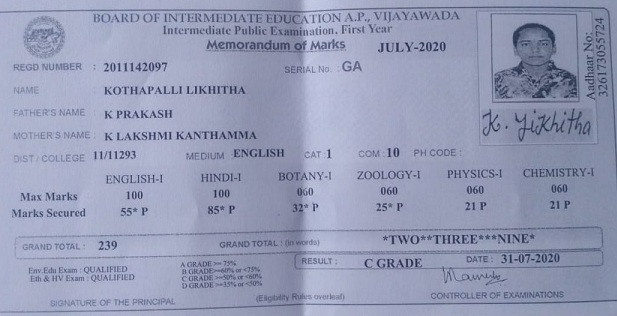 BOARD OF INTERMEDIATE EDUCATION A.P., VIJAYAWADA
Intermediate Public Examination, First Year
Memorandum of Marks JULY-2020
REGD NUMBER : 2011142097 SERIAL No. : GA
NAME : KOTHAPALLI LIKHITHA
FATHER'S NAME : K PRAKASH
MOTHER'S NAME : K LAKSHMI KANTHAMMA
DIST / COLLEGE 11/11293 MEDIUM : ENGLISH CAT :1 COM :10 PH CODE :
Aadhaar No: 326173055724
K. Likhitha
ENGLISH-I HINDI-I BOTANY-I ZOOLOGY-I PHYSICS-I CHEMISTRY-I
Max Marks 100 100 060 060 060 060
Marks Secured 55* P 85* P 32* P 25* P 21 P 21 P
GRAND TOTAL : 239 GRAND TOTAL : (In words) *TWO**THREE***NINE*
Env.Edu Exam : QUALIFIED
Eth & HV Exam : QUALIFIED
A GRADE >= 75%
B GRADE>=60% or <75%
C GRADE >=50% or <60%
D GRADE >=35% or <50%
RESULT : C GRADE DATE : 31-07-2020
SIGNATURE OF THE PRINCIPAL (Eligibility Rules overleaf) CONTROLLER OF EXAMINATIONS